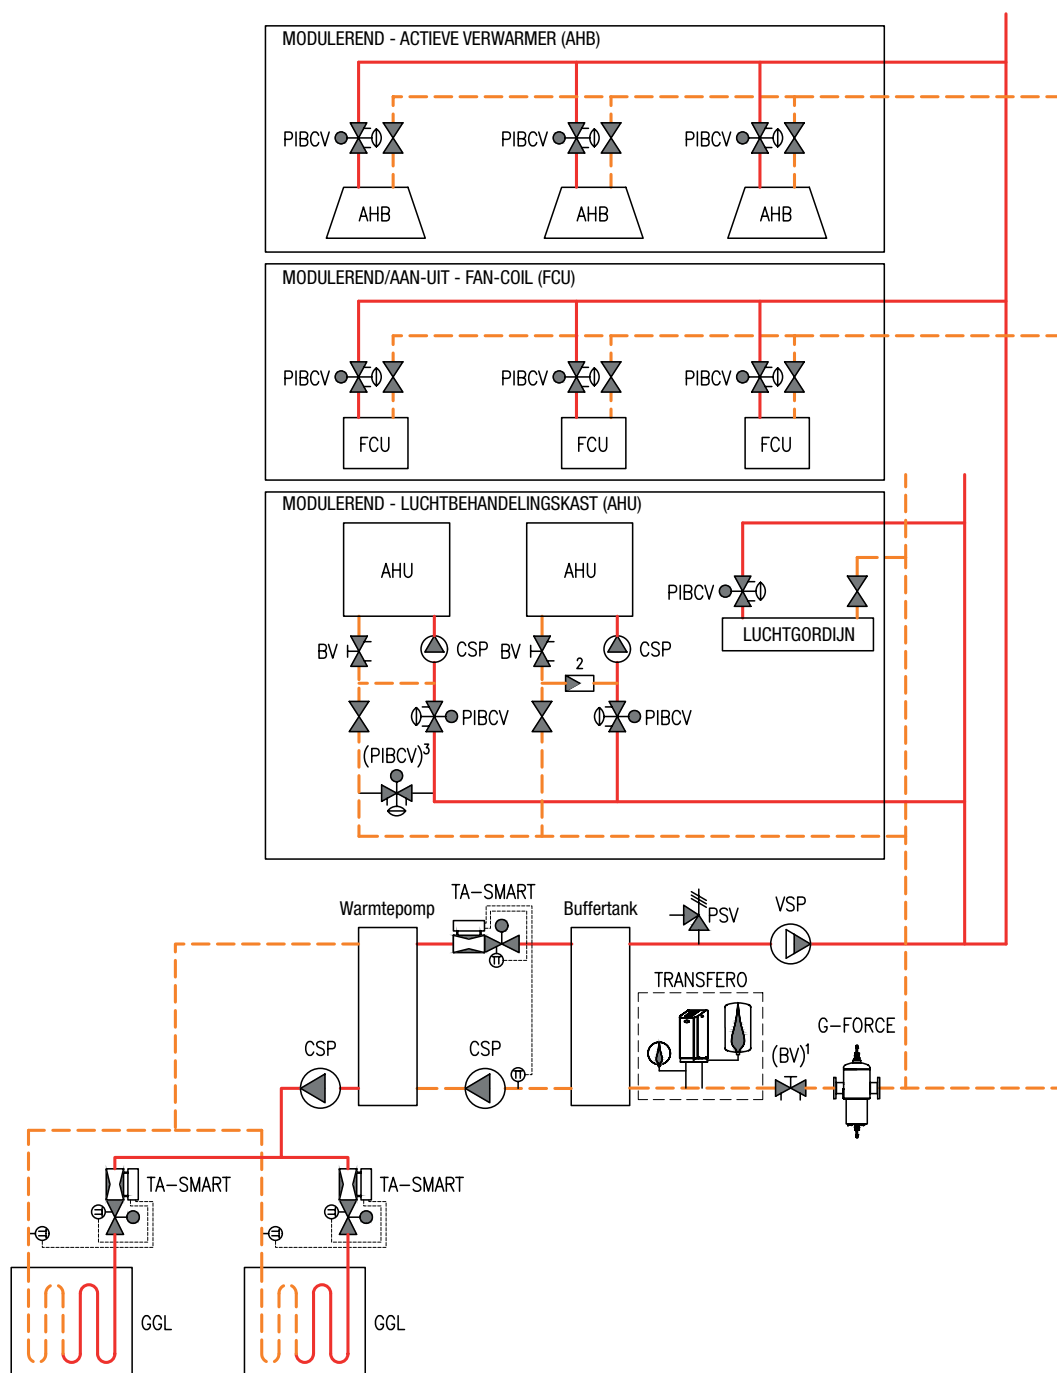 MODULEREND - ACTIEVE VERWARMER (AHB)
PIBCV PIBCV PIBCV
AHB AHB AHB
MODULEREND/AAN-UIT - FAN-COIL (FCU)
PIBCV PIBCV PIBCV
FCU FCU FCU
MODULEREND - LUCHTBEHANDELINGSKAST (AHU)
AHU AHU
PIBCV
LUCHTGORDIJN
BV CSP BV CSP
2
PIBCV PIBCV
(PIBCV)³
TA-SMART
Warmtepomp Buffertank PSV VSP
TRANSFERO
G-FORCE
CSP CSP (BV)¹
TA-SMART TA-SMART
GGL GGL